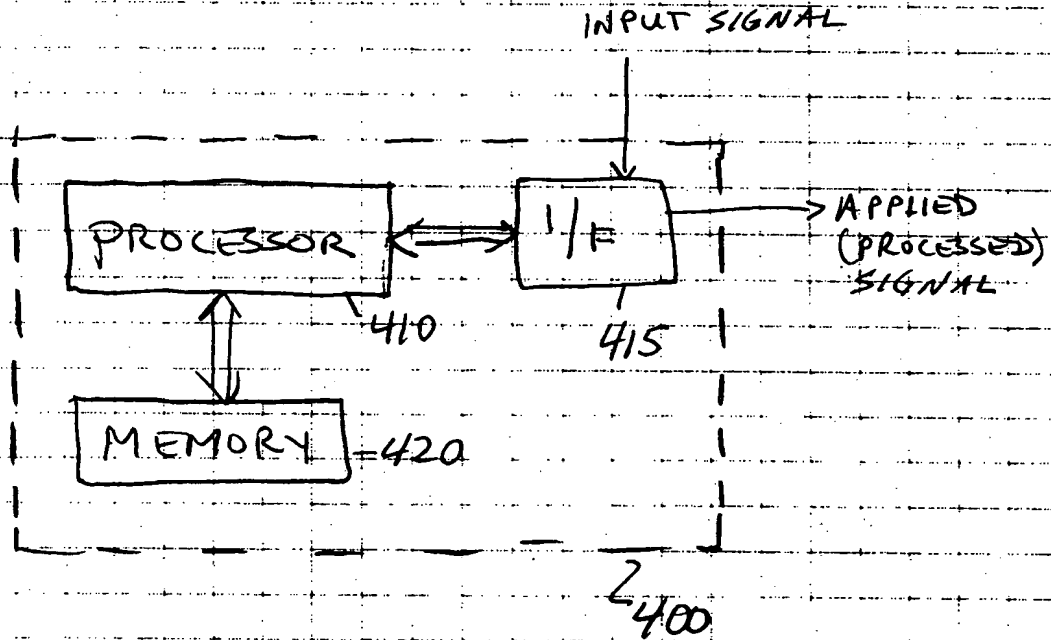 INPUT SIGNAL
PROCESSOR
I/F
APPLIED
(PROCESSED)
SIGNAL
410
415
MEMORY
420
400